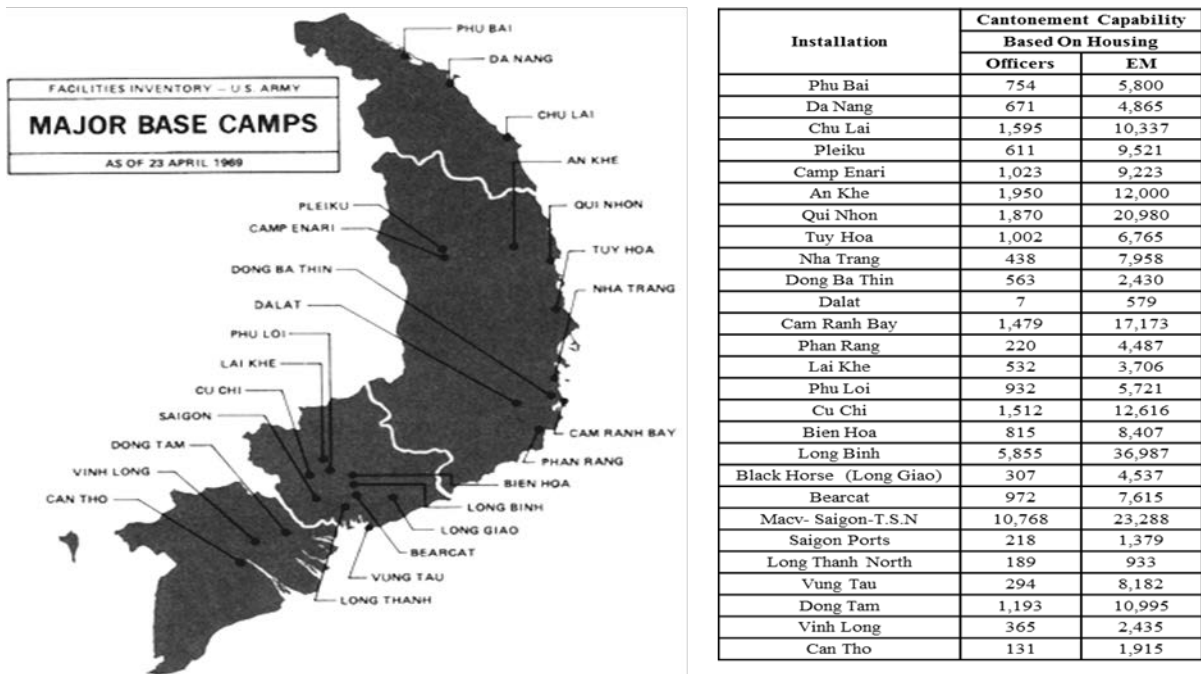 FACILITIES INVENTORY – U.S. ARMY
MAJOR BASE CAMPS
AS OF 23 APRIL 1969
PHU BAI
DA NANG
CHU LAI
AN KHE
PLEIKU
QUI NHON
CAMP ENARI
TUY HOA
DONG BA THIN
NHA TRANG
DALAT
PHU LOI
LAI KHE
CU CHI
SAIGON
CAM RANH BAY
DONG TAM
PHAN RANG
VINH LONG
BIEN HOA
CAN THO
LONG BINH
LONG GIAO
BEARCAT
VUNG TAU
LONG THANH
Installation Cantonement Capability
Based On Housing
Officers EM
Phu Bai 754 5,800
Da Nang 671 4,865
Chu Lai 1,595 10,337
Pleiku 611 9,521
Camp Enari 1,023 9,223
An Khe 1,950 12,000
Qui Nhon 1,870 20,980
Tuy Hoa 1,002 6,765
Nha Trang 438 7,958
Dong Ba Thin 563 2,430
Dalat 7 579
Cam Ranh Bay 1,479 17,173
Phan Rang 220 4,487
Lai Khe 532 3,706
Phu Loi 932 5,721
Cu Chi 1,512 12,616
Bien Hoa 815 8,407
Long Binh 5,855 36,987
Black Horse (Long Giao) 307 4,537
Bearcat 972 7,615
Macv- Saigon-T.S.N 10,768 23,288
Saigon Ports 218 1,379
Long Thanh North 189 933
Vung Tau 294 8,182
Dong Tam 1,193 10,995
Vinh Long 365 2,435
Can Tho 131 1,915